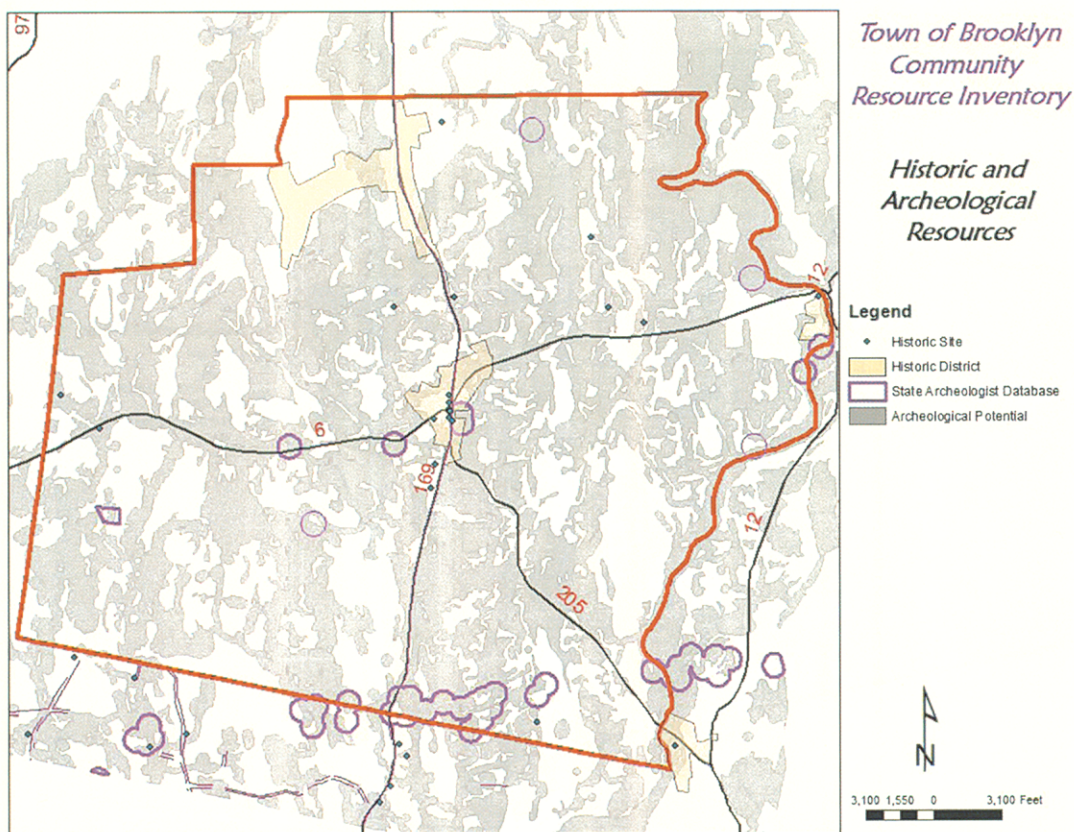 Town of Brooklyn
Community
Resource Inventory
Historic and
Archeological
Resources
Legend
Historic Site
Historic District
State Archeologist Database
Archeological Potential
97
12
6
169
12
205
N
3,100 1,550 0 3,100 Feet